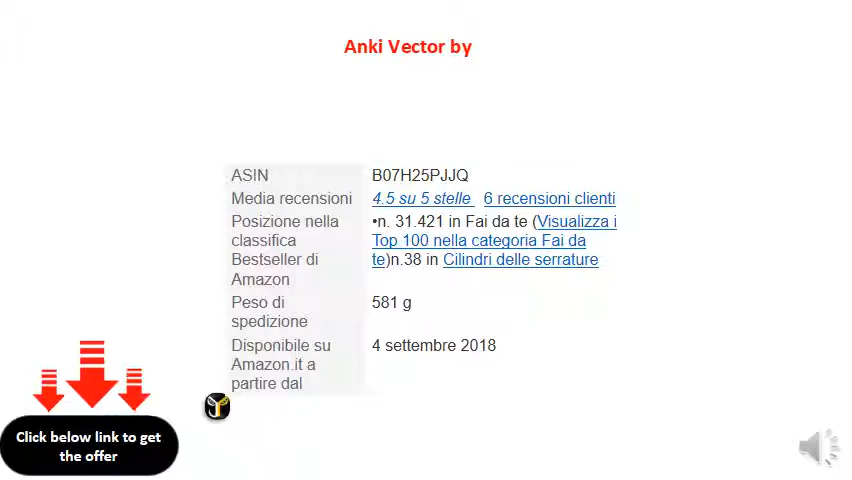 Anki Vector by
ASIN B07H25PJJQ
Media recensioni 4.5 su 5 stelle 6 recensioni clienti
Posizione nella classifica Bestseller di Amazon
•n. 31.421 in Fai da te (Visualizza i
Top 100 nella categoria Fai da
te)n.38 in Cilindri delle serrature
Peso di spedizione 581 g
Disponibile su Amazon.it a partire dal 4 settembre 2018
Click below link to get
the offer